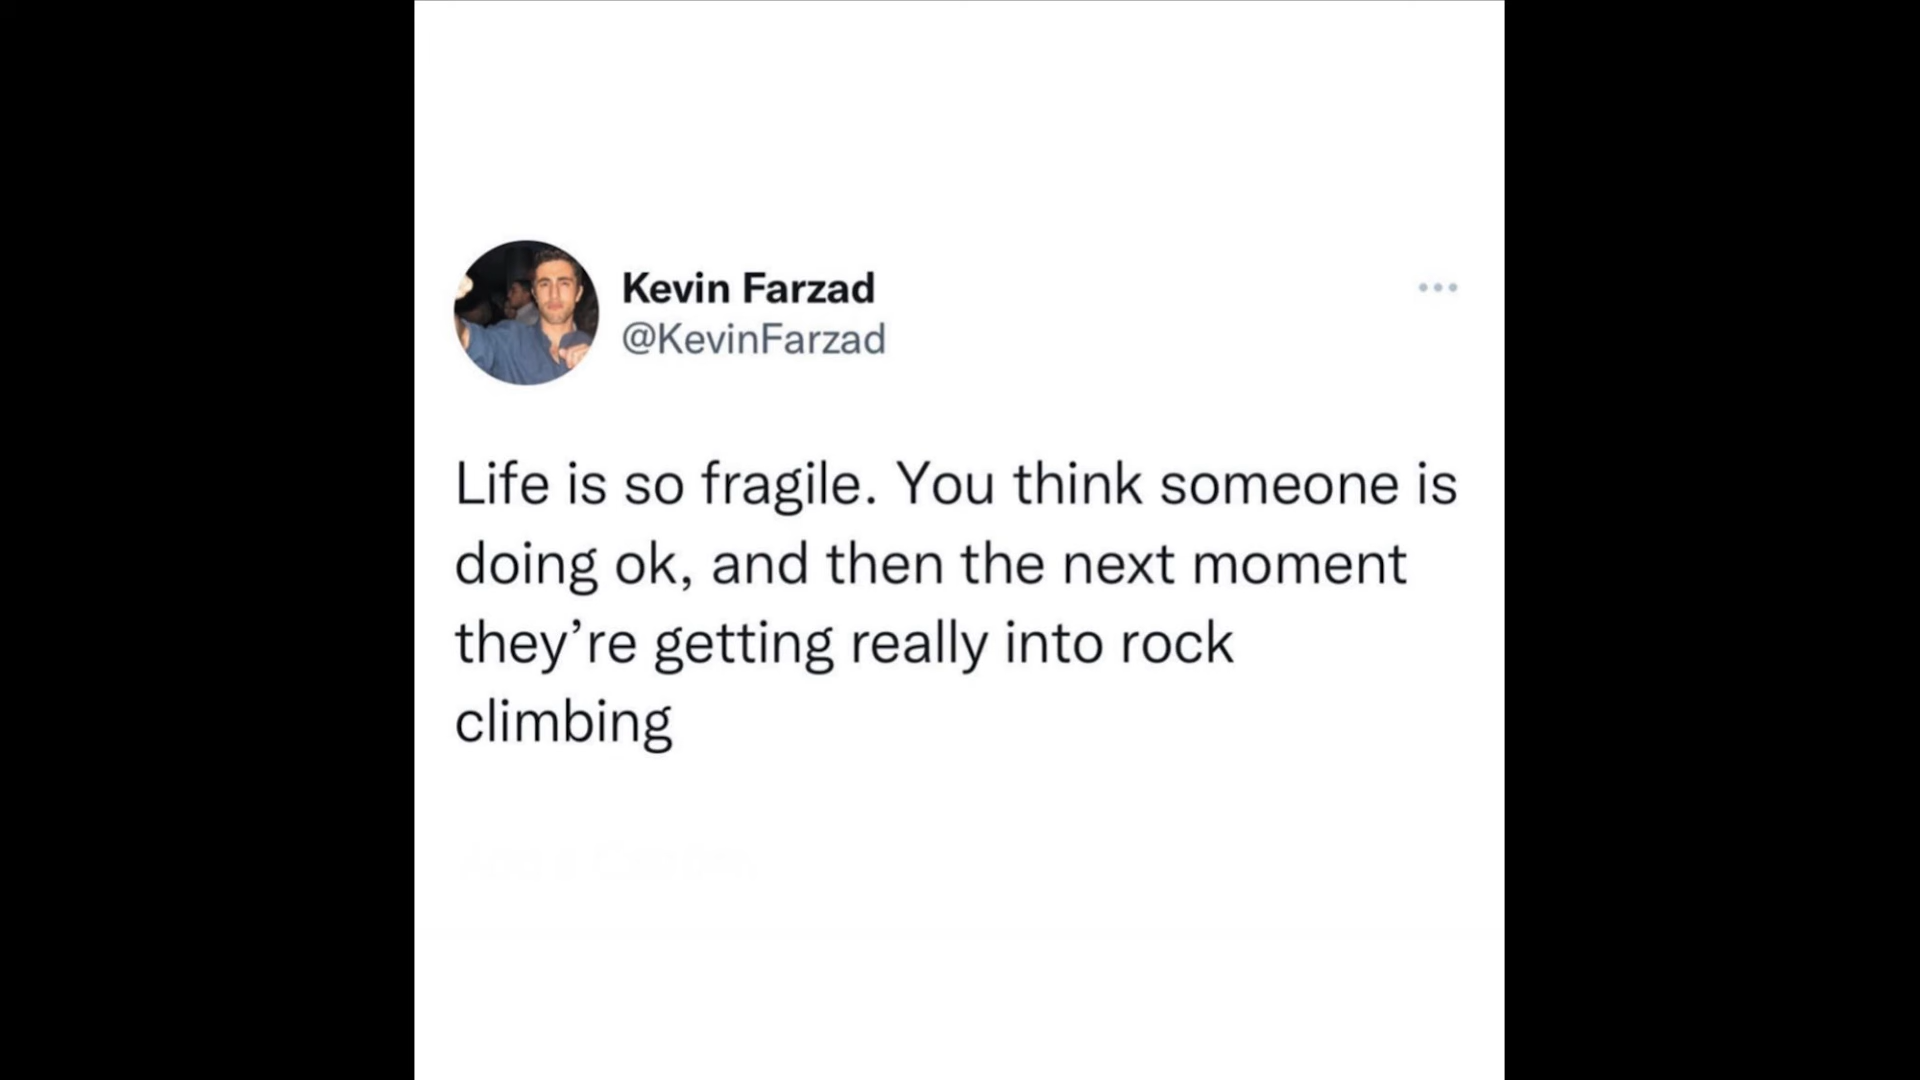 Kevin Farzad
@KevinFarzad
Life is so fragile. You think someone is
doing ok, and then the next moment
they’re getting really into rock
climbing